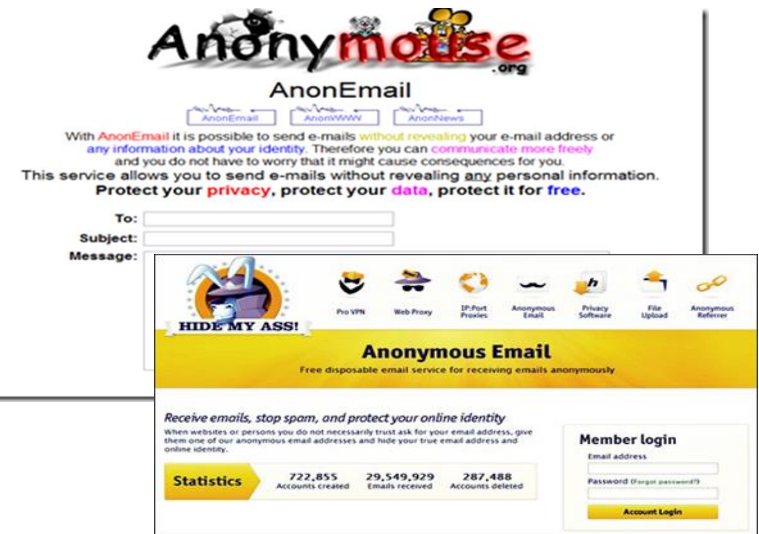 Anonymouse
.org
AnonEmail
AnonEmail AnonWWW AnonNews
With AnonEmail it is possible to send e-mails without revealing your e-mail address or
any information about your identity. Therefore you can communicate more freely
and you do not have to worry that it might cause consequences for you.
This service allows you to send e-mails without revealing any personal information.
Protect your privacy, protect your data, protect it for free.
To:
Subject:
Message:
HIDE MY ASS!
Pro VPN
Web Proxy
IP:Port
Proxies
Anonymous
Email
h
Privacy
Software
File
Upload
Anonymous
Referrer
Anonymous Email
Free disposable email service for receiving emails anonymously
Receive emails, stop spam, and protect your online identity
When websites or persons you do not necessarily trust ask for your email address, give
them one of our anonymous email addresses and hide your true email address and
online identity.
Statistics
722,855
Accounts created
29,549,929
Emails received
287,488
Accounts deleted
Member login
Email address
Password (Forgot password?)
Account Login